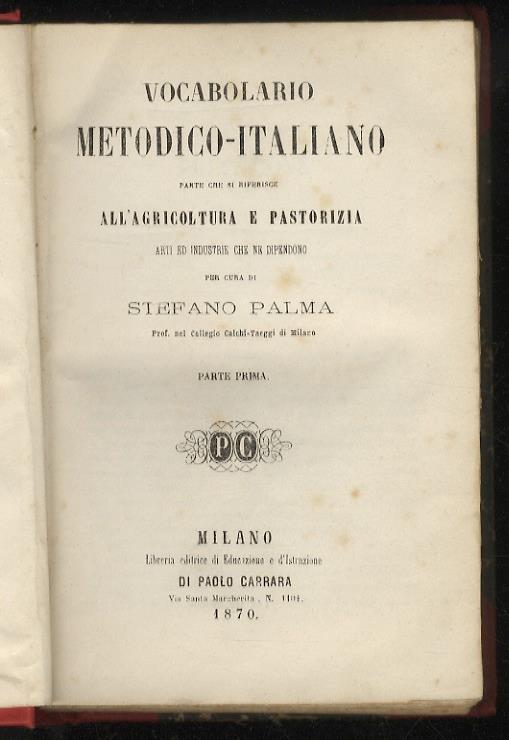 VOCABOLARIO
METODICO-ITALIANO
PARTE CHE SI RIFERISCE
ALL'AGRICOLTURA E PASTORIZIA
ARTI ED INDUSTRIE CHE NE DIPENDONO
PER CURA DI
STEFANO PALMA
Prof. nel Collegio Calchi-Taeggi di Milano
PARTE PRIMA.
PC
MILANO
Libreria editrice di Educazione e d'Istruzione
DI PAOLO CARRARA
Via Santa Margherita, N. 1104.
1870.